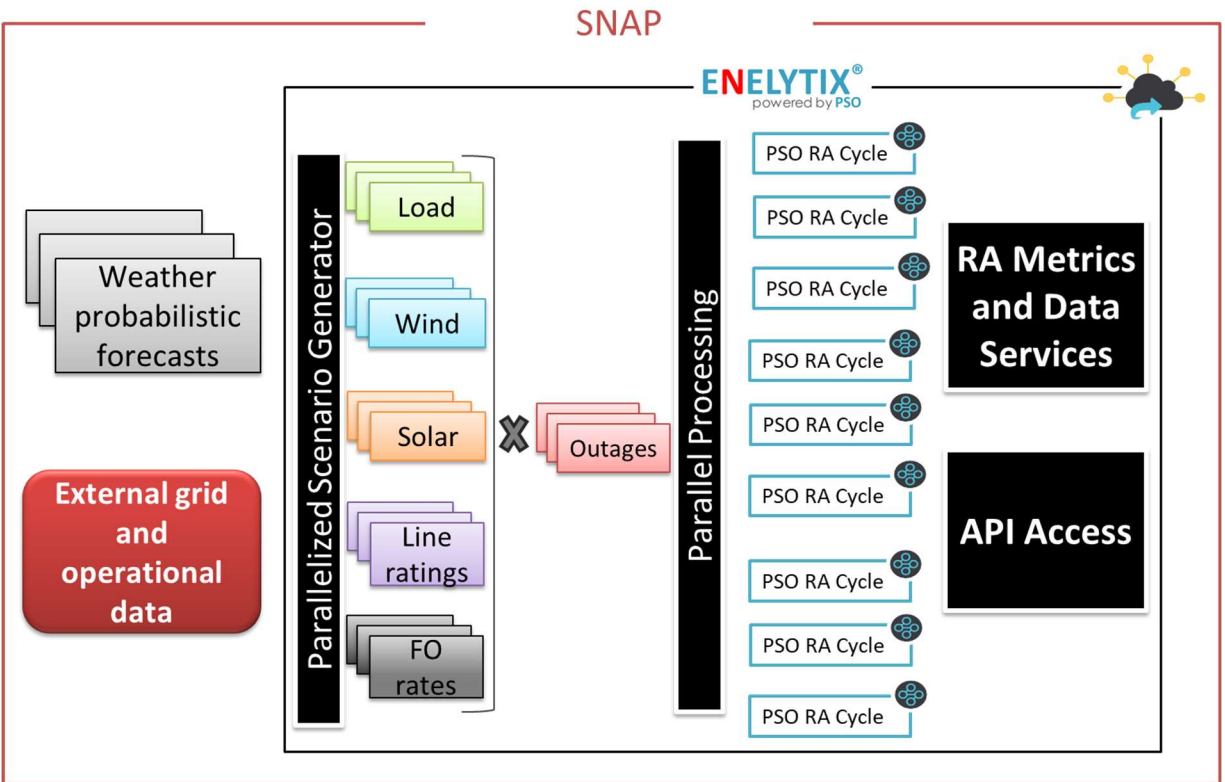 SNAP
ENELYTIX®
powered by PSO
Weather
probabilistic
forecasts
External grid
and
operational
data
Parallelized Scenario Generator
Load
Wind
Solar
Line
ratings
FO
rates
Outages
Parallel Processing
PSO RA Cycle
PSO RA Cycle
PSO RA Cycle
PSO RA Cycle
PSO RA Cycle
PSO RA Cycle
PSO RA Cycle
PSO RA Cycle
PSO RA Cycle
RA Metrics
and Data
Services
API Access